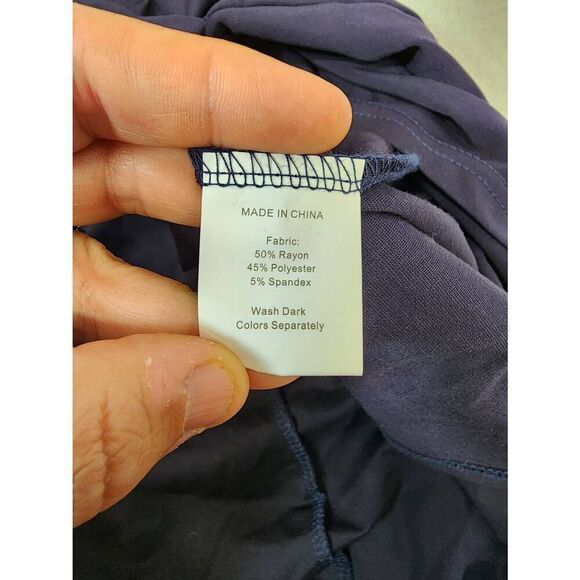 MADE IN CHINA
Fabric:
50% Rayon
45% Polyester
5% Spandex
Wash Dark
Colors Separately